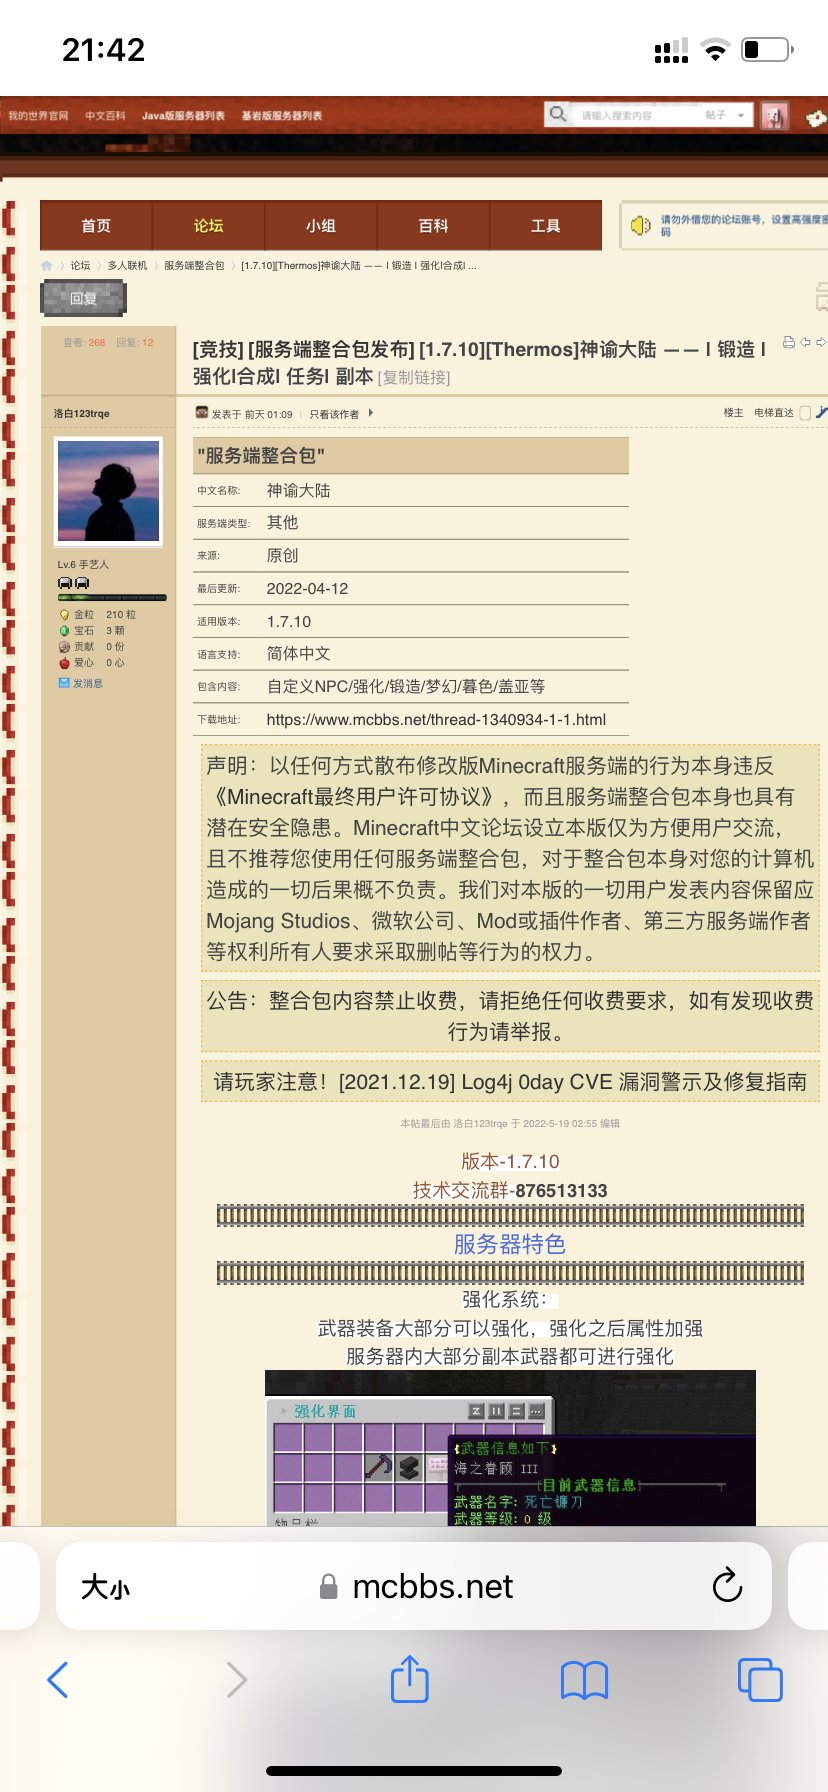 21:42
我的世界官网 中文百科 Java版服务器列表 基岩版服务器列表
请输入搜索内容 帖子
首页 论坛 小组 百科 工具
请勿外借您的论坛账号，设置高强度密
码
论坛 多人联机 服务端整合包 [1.7.10][Thermos]神谕大陆 —— I 锻造 I 强化I合成I ...
回复
查看: 268 回复: 12
[竞技] [服务端整合包发布] [1.7.10][Thermos]神谕大陆 —— I 锻造 I
强化I合成I 任务I 副本 [复制链接]
洛白123trqe
发表于 前天 01:09 只看该作者
楼主 电梯直达
"服务端整合包"
中文名称: 神谕大陆
服务端类型: 其他
来源: 原创
最后更新: 2022-04-12
适用版本: 1.7.10
语言支持: 简体中文
包含内容: 自定义NPC/强化/锻造/梦幻/暮色/盖亚等
下载地址: https://www.mcbbs.net/thread-1340934-1-1.html
Lv.6 手艺人
金粒 210 粒
宝石 3 颗
贡献 0 份
爱心 0 心
发消息
声明：以任何方式散布修改版Minecraft服务端的行为本身违反
《Minecraft最终用户许可协议》，而且服务端整合包本身也具有
潜在安全隐患。Minecraft中文论坛设立本版仅为方便用户交流，
且不推荐您使用任何服务端整合包，对于整合包本身对您的计算机
造成的一切后果概不负责。我们对本版的一切用户发表内容保留应
Mojang Studios、微软公司、Mod或插件作者、第三方服务端作者
等权利所有人要求采取删帖等行为的权力。
公告：整合包内容禁止收费，请拒绝任何收费要求，如有发现收费
行为请举报。
请玩家注意！[2021.12.19] Log4j 0day CVE 漏洞警示及修复指南
本帖最后由 洛白123trqe 于 2022-5-19 02:55 编辑
版本-1.7.10
技术交流群-876513133
服务器特色
强化系统：
武器装备大部分可以强化，强化之后属性加强
服务器内大部分副本武器都可进行强化
强化界面
武器信息如下
海之眷顾 III
目前武器信息
武器名字: 死亡镰刀
武器等级: 0 级
物品栏
大小 mcbbs.net